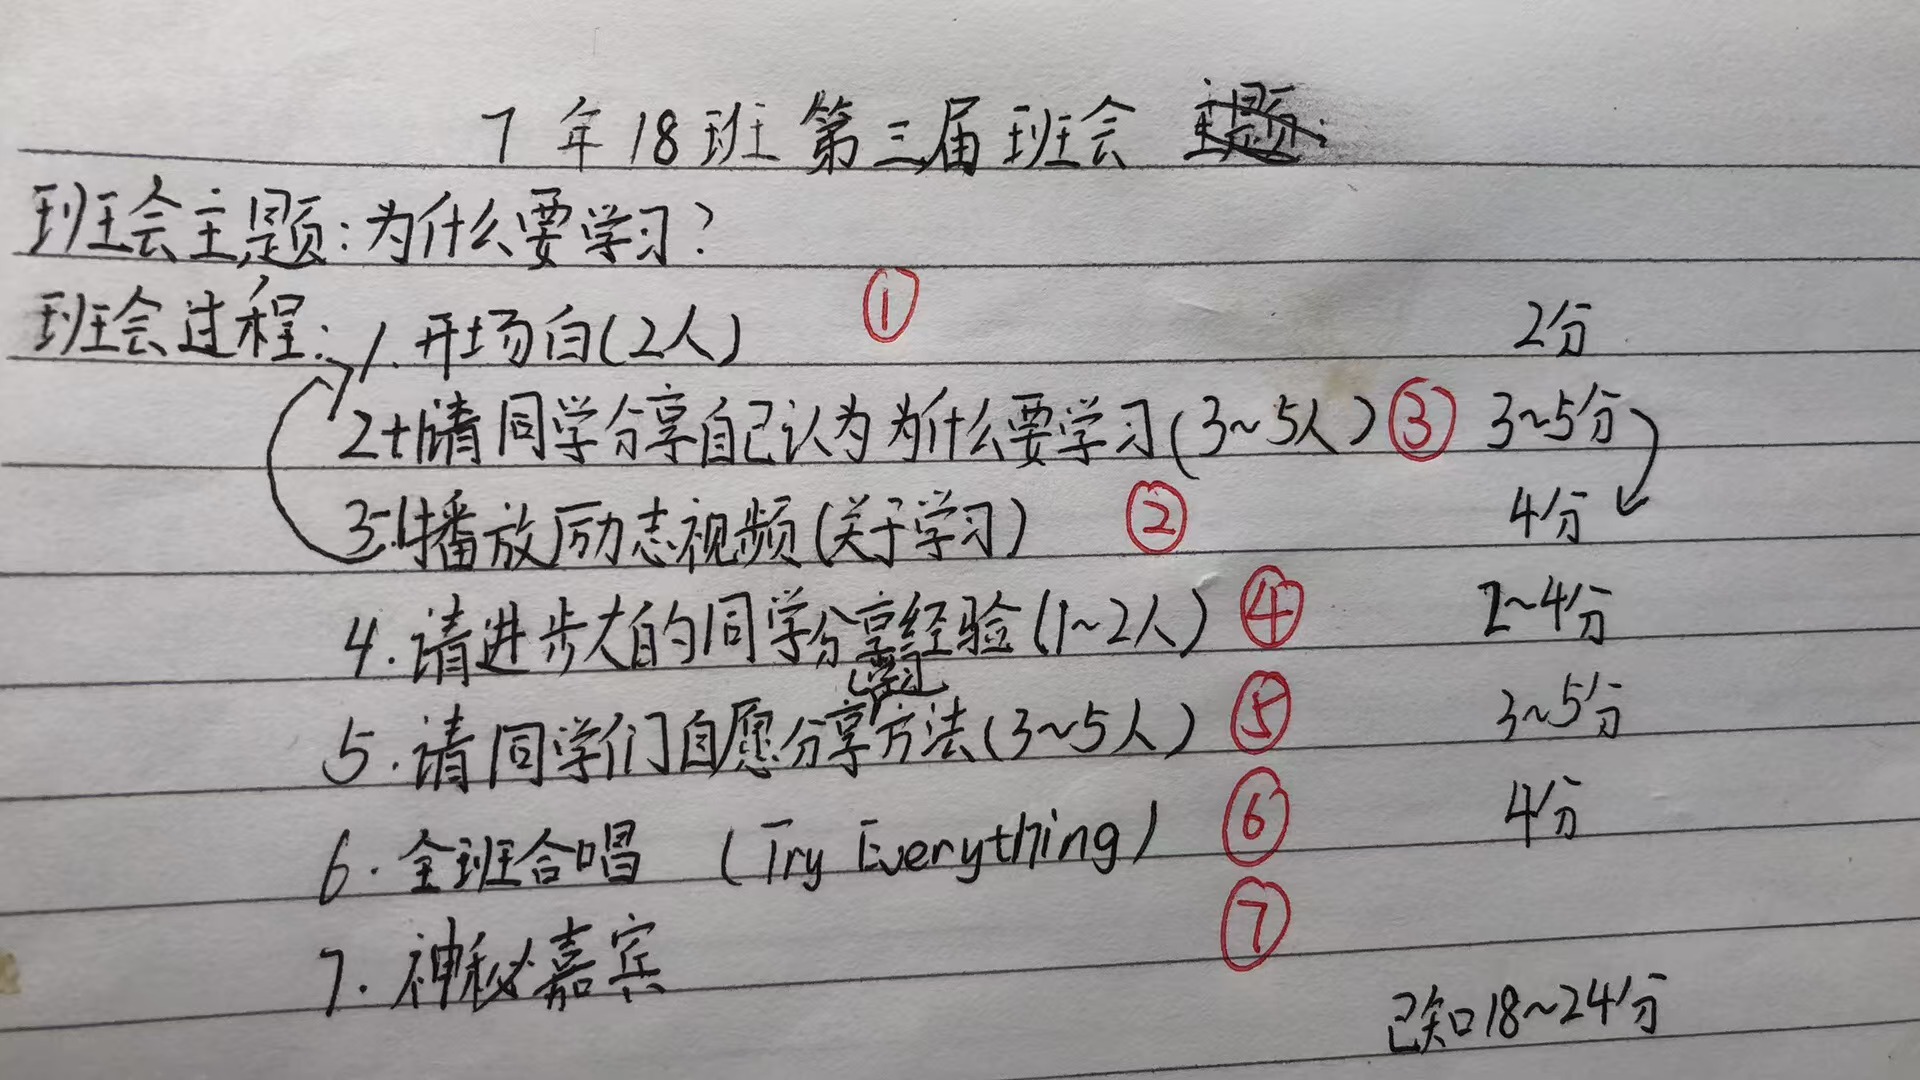 7年18班第三届班会
班会主题:为什么要学习?
班会过程: 1.开场白(2人) ① 2分
2.请同学分享自己认为为什么要学习(3~5人) ③ 3~5分
3.播放励志视频(关于学习) ② 4分
4.请进步大的同学分享经验(1~2人) ④ 2~4分
学习
5.请同学们自愿分享方法(3~5人) ⑤ 3~5分
6.全班合唱 (Try Everything) ⑥ 4分
7.神秘嘉宾 ⑦
已知18~24分